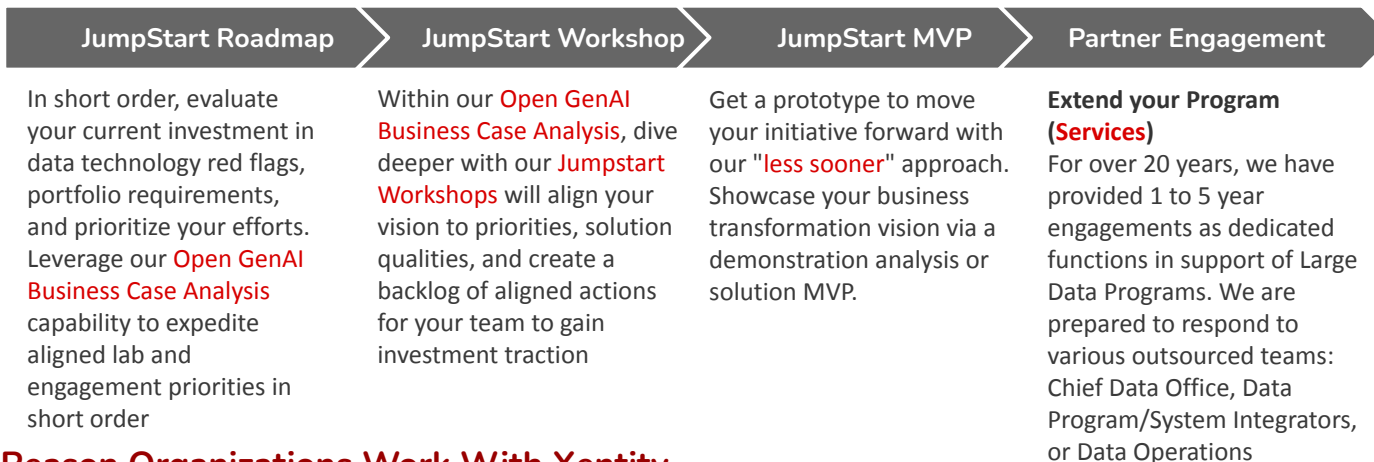 JumpStart Roadmap
JumpStart Workshop
JumpStart MVP
Partner Engagement
In short order, evaluate
your current investment in
data technology red flags,
portfolio requirements,
and prioritize your efforts.
Leverage our Open GenAI
Business Case Analysis
capability to expedite
aligned lab and
engagement priorities in
short order
Within our Open GenAI
Business Case Analysis, dive
deeper with our Jumpstart
Workshops will align your
vision to priorities, solution
qualities, and create a
backlog of aligned actions
for your team to gain
investment traction
Get a prototype to move
your initiative forward with
our "less sooner" approach.
Showcase your business
transformation vision via a
demonstration analysis or
solution MVP.
Extend your Program
(Services)
For over 20 years, we have
provided 1 to 5 year
engagements as dedicated
functions in support of Large
Data Programs. We are
prepared to respond to
various outsourced teams:
Chief Data Office, Data
Program/System Integrators,
or Data Operations
Reason Organizations Work With Xentity